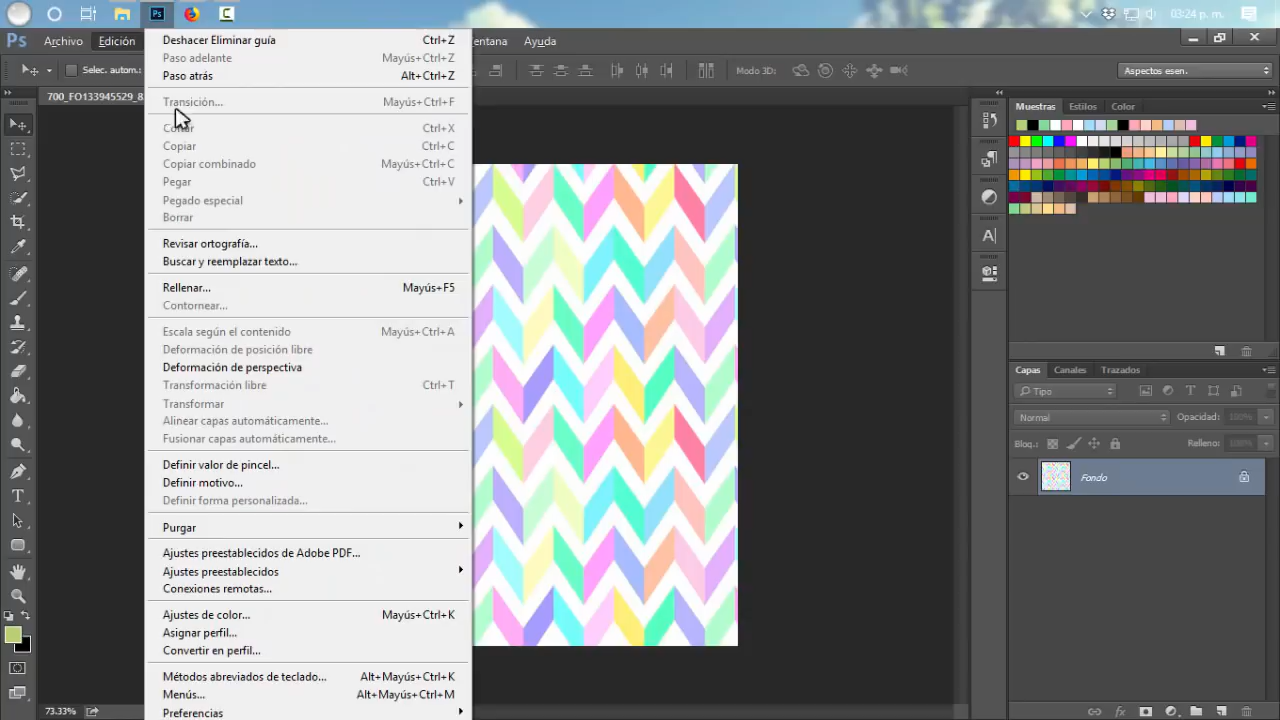 03:24 p. m.
Ps Archivo Edición entana Ayuda
Selec. autom.: Modo 3D: Aspectos esen.
700_FO133945529_8
Deshacer Eliminar guía Ctrl+Z
Paso adelante Mayús+Ctrl+Z
Paso atrás Alt+Ctrl+Z
Transición... Mayús+Ctrl+F
Cortar Ctrl+X
Copiar Ctrl+C
Copiar combinado Mayús+Ctrl+C
Pegar Ctrl+V
Pegado especial
Borrar
Revisar ortografía...
Buscar y reemplazar texto...
Rellenar... Mayús+F5
Contornear...
Escala según el contenido Mayús+Ctrl+A
Deformación de posición libre
Deformación de perspectiva
Transformación libre Ctrl+T
Transformar
Alinear capas automáticamente...
Fusionar capas automáticamente...
Definir valor de pincel...
Definir motivo...
Definir forma personalizada...
Purgar
Ajustes preestablecidos de Adobe PDF...
Ajustes preestablecidos
Conexiones remotas...
Ajustes de color... Mayús+Ctrl+K
Asignar perfil...
Convertir en perfil...
Métodos abreviados de teclado... Alt+Mayús+Ctrl+K
Menús... Alt+Mayús+Ctrl+M
Preferencias
73.33%
Muestras Estilos Color
Capas Canales Trazados
Tipo
Normal Opacidad: 100%
Bloq.: Relleno: 100%
Fondo